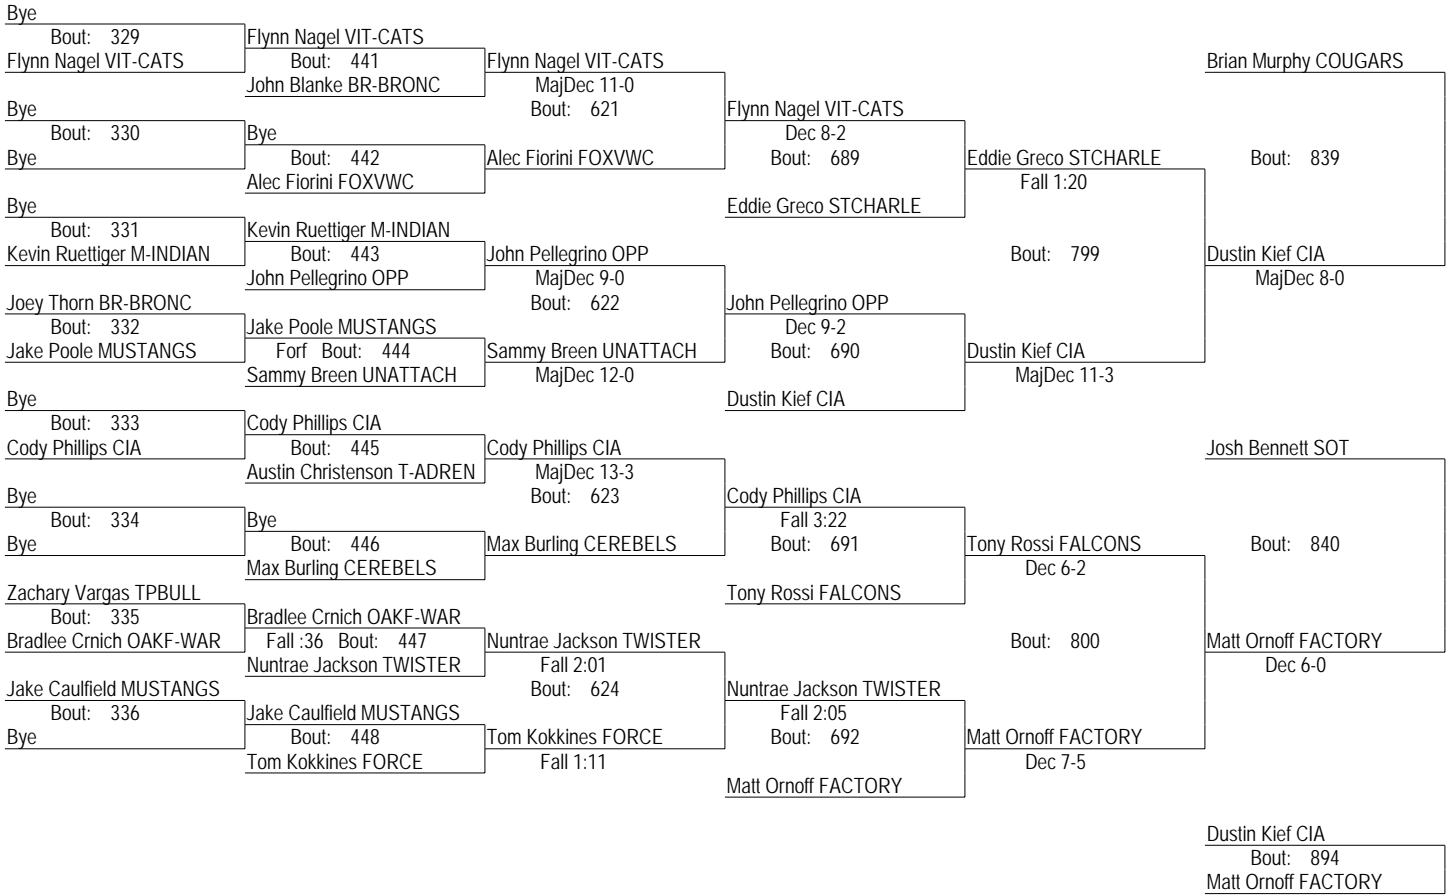 Bye
Bout: 329
Flynn Nagel VIT-CATS
Bye
Bout: 330
Bye
Bye
Bout: 331
Kevin Ruettiger M-INDIAN
Joey Thorn BR-BRONC
Bout: 332
Jake Poole MUSTANGS
Bye
Bout: 333
Cody Phillips CIA
Bye
Bout: 334
Bye
Zachary Vargas TPBULL
Bout: 335
Bradlee Crnich OAKF-WAR
Jake Caulfield MUSTANGS
Bout: 336
Bye
Flynn Nagel VIT-CATS
Bout: 441
John Blanke BR-BRONC
Bye
Bout: 442
Alec Fiorini FOXVWC
Kevin Ruettiger M-INDIAN
Bout: 443
John Pellegrino OPP
Jake Poole MUSTANGS
Forf Bout: 444
Sammy Breen UNATTACH
Cody Phillips CIA
Bout: 445
Austin Christenson T-ADREN
Bye
Bout: 446
Max Burling CEREBELS
Bradlee Crnich OAKF-WAR
Fall :36 Bout: 447
Nuntrae Jackson TWISTER
Jake Caulfield MUSTANGS
Bout: 448
Tom Kokkines FORCE
Flynn Nagel VIT-CATS
MajDec 11-0
Bout: 621
Alec Fiorini FOXVWC
John Pellegrino OPP
MajDec 9-0
Bout: 622
Sammy Breen UNATTACH
MajDec 12-0
Cody Phillips CIA
MajDec 13-3
Bout: 623
Max Burling CEREBELS
Nuntrae Jackson TWISTER
Fall 2:01
Bout: 624
Tom Kokkines FORCE
Fall 1:11
Flynn Nagel VIT-CATS
Dec 8-2
Bout: 689
Eddie Greco STCHARLE
John Pellegrino OPP
Dec 9-2
Bout: 690
Dustin Kief CIA
Cody Phillips CIA
Fall 3:22
Bout: 691
Tony Rossi FALCONS
Nuntrae Jackson TWISTER
Fall 2:05
Bout: 692
Matt Ornoff FACTORY
Eddie Greco STCHARLE
Fall 1:20
Bout: 799
Dustin Kief CIA
MajDec 11-3
Tony Rossi FALCONS
Dec 6-2
Bout: 800
Matt Ornoff FACTORY
Dec 7-5
Brian Murphy COUGARS
Bout: 839
Dustin Kief CIA
MajDec 8-0
Josh Bennett SOT
Bout: 840
Matt Ornoff FACTORY
Dec 6-0
Dustin Kief CIA
Bout: 894
Matt Ornoff FACTORY